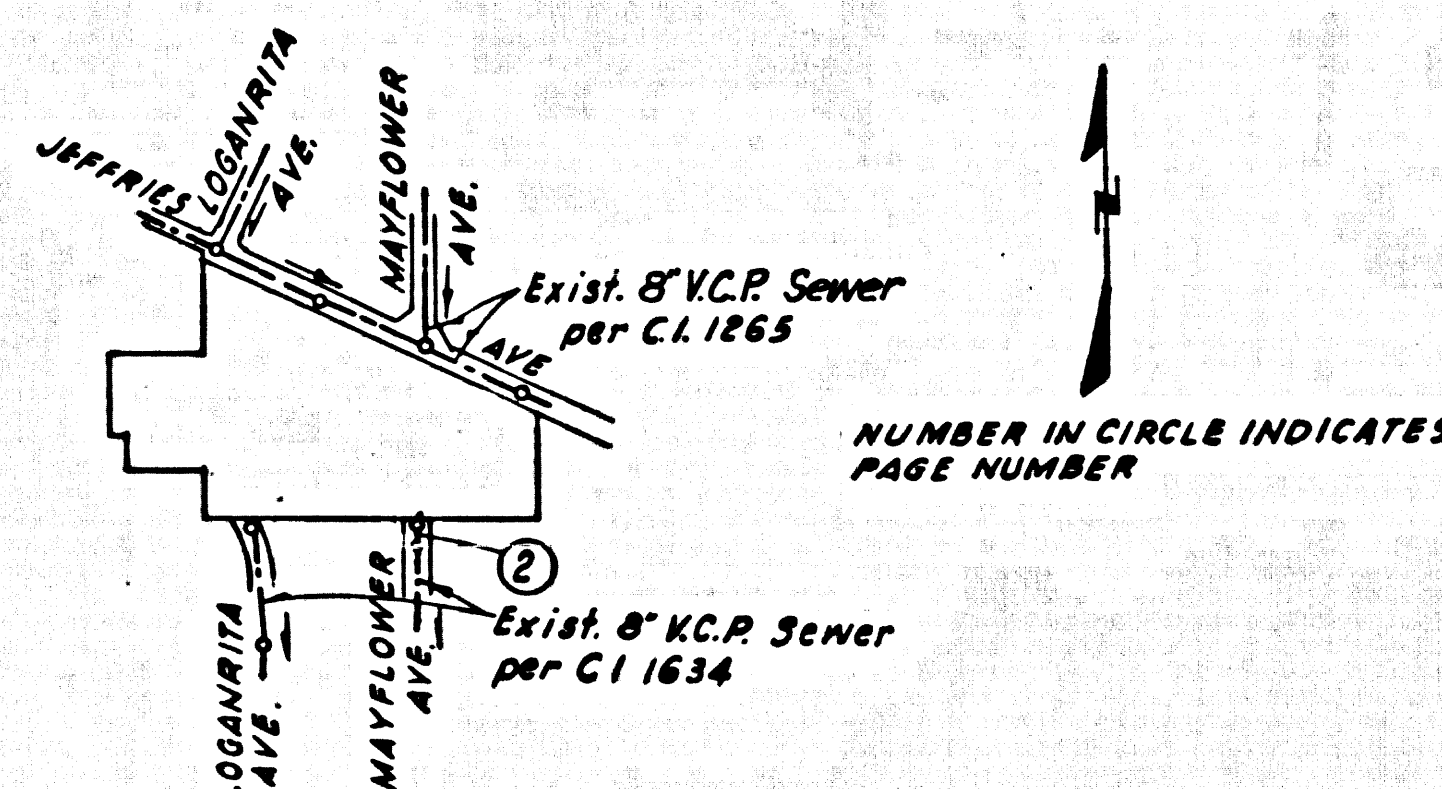 LOGANRITA
AVE.
MAYFLOWER
AVE.
JEFFRIES
AVE
Exist. 8" V.C.P. Sewer
per C.I. 1265
N
NUMBER IN CIRCLE INDICATES
PAGE NUMBER
2
LOGANRITA
AVE.
MAYFLOWER
AVE.
Exist. 8" V.C.P. Sewer
per C I 1634